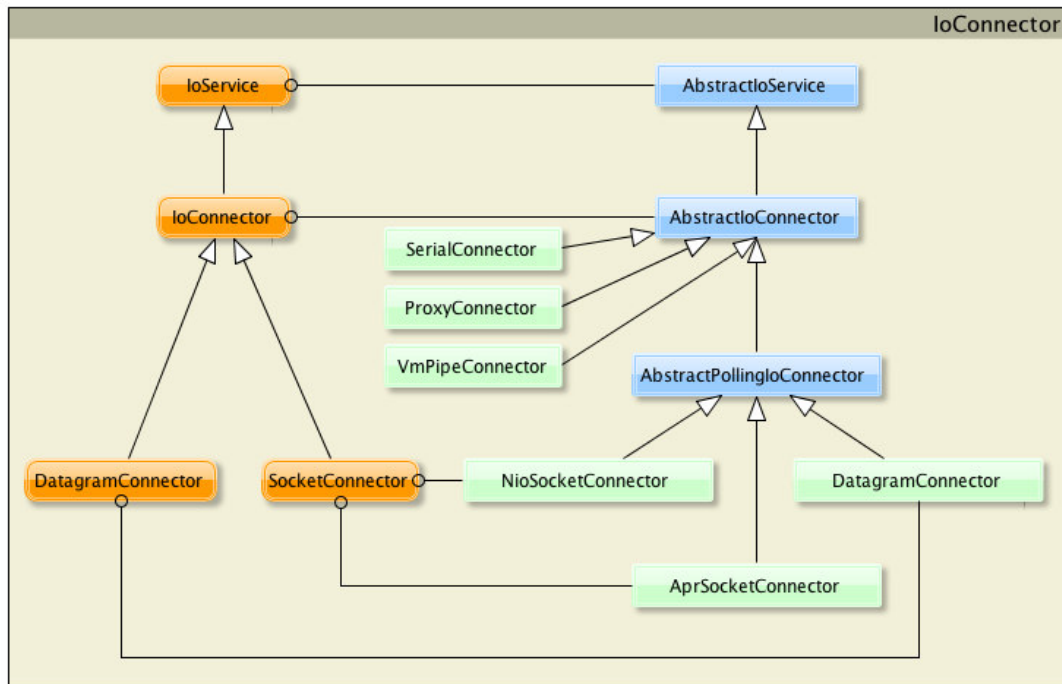 IoConnector
IoService
AbstractIoService
IoConnector
AbstractIoConnector
SerialConnector
ProxyConnector
VmPipeConnector
AbstractPollingIoConnector
DatagramConnector
SocketConnector
NioSocketConnector
DatagramConnector
AprSocketConnector